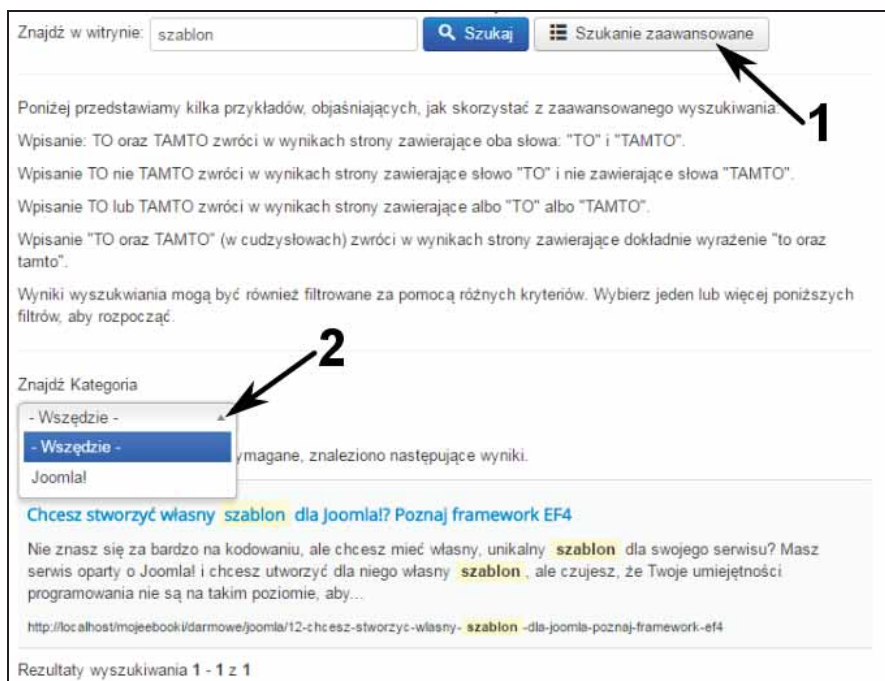 Znajdź w witrynie: szablon Szukaj Szukanie zaawansowane
1
Poniżej przedstawiamy kilka przykładów, objaśniających, jak skorzystać z zaawansowanego wyszukiwania:
Wpisanie: TO oraz TAMTO zwróci w wynikach strony zawierające oba słowa: "TO" i "TAMTO".
Wpisanie TO nie TAMTO zwróci w wynikach strony zawierające słowo "TO" i nie zawierające słowa "TAMTO".
Wpisanie TO lub TAMTO zwróci w wynikach strony zawierające albo "TO" albo "TAMTO".
Wpisanie "TO oraz TAMTO" (w cudzysłowach) zwróci w wynikach strony zawierające dokładnie wyrażenie "to oraz
tamto".
Wyniki wyszukwiania mogą być również filtrowane za pomocą różnych kryteriów. Wybierz jeden lub więcej poniższych
filtrów, aby rozpocząć.
2
Znajdź Kategoria
- Wszędzie -
- Wszędzie -
ymagane, znaleziono następujące wyniki.
Joomla!
Chcesz stworzyć własny szablon dla Joomla!? Poznaj framework EF4
Nie znasz się za bardzo na kodowaniu, ale chcesz mieć własny, unikalny szablon dla swojego serwisu? Masz
serwis oparty o Joomla! i chcesz utworzyć dla niego własny szablon , ale czujesz, że Twoje umiejętności
programowania nie są na takim poziomie, aby...
http://localhost/mojeebooki/darmowe/joomla/12-chcesz-stworzyc-wlasny- szablon -dla-joomla-poznaj-framework-ef4
Rezultaty wyszukiwania 1 - 1 z 1